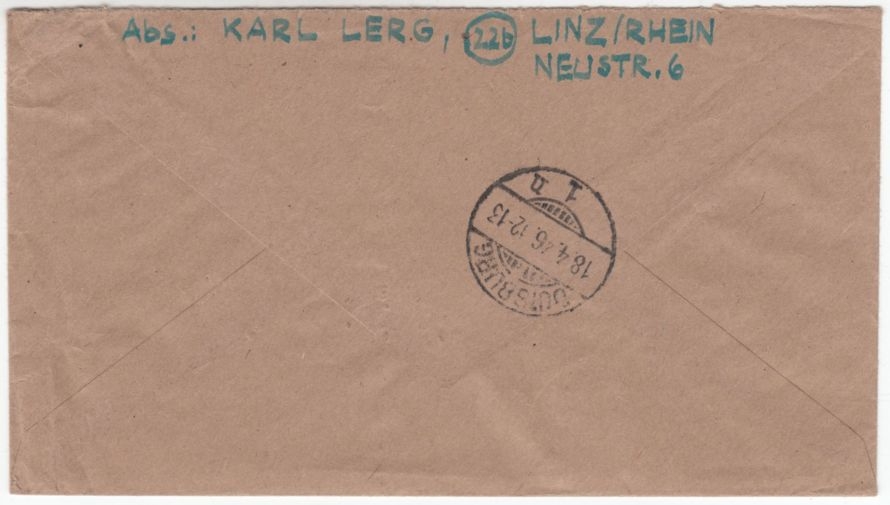 Abs.: KARL LERG, 22b LINZ/RHEIN
NEUSTR. 6
DUISBURG
18.4.46.12-13
1 n